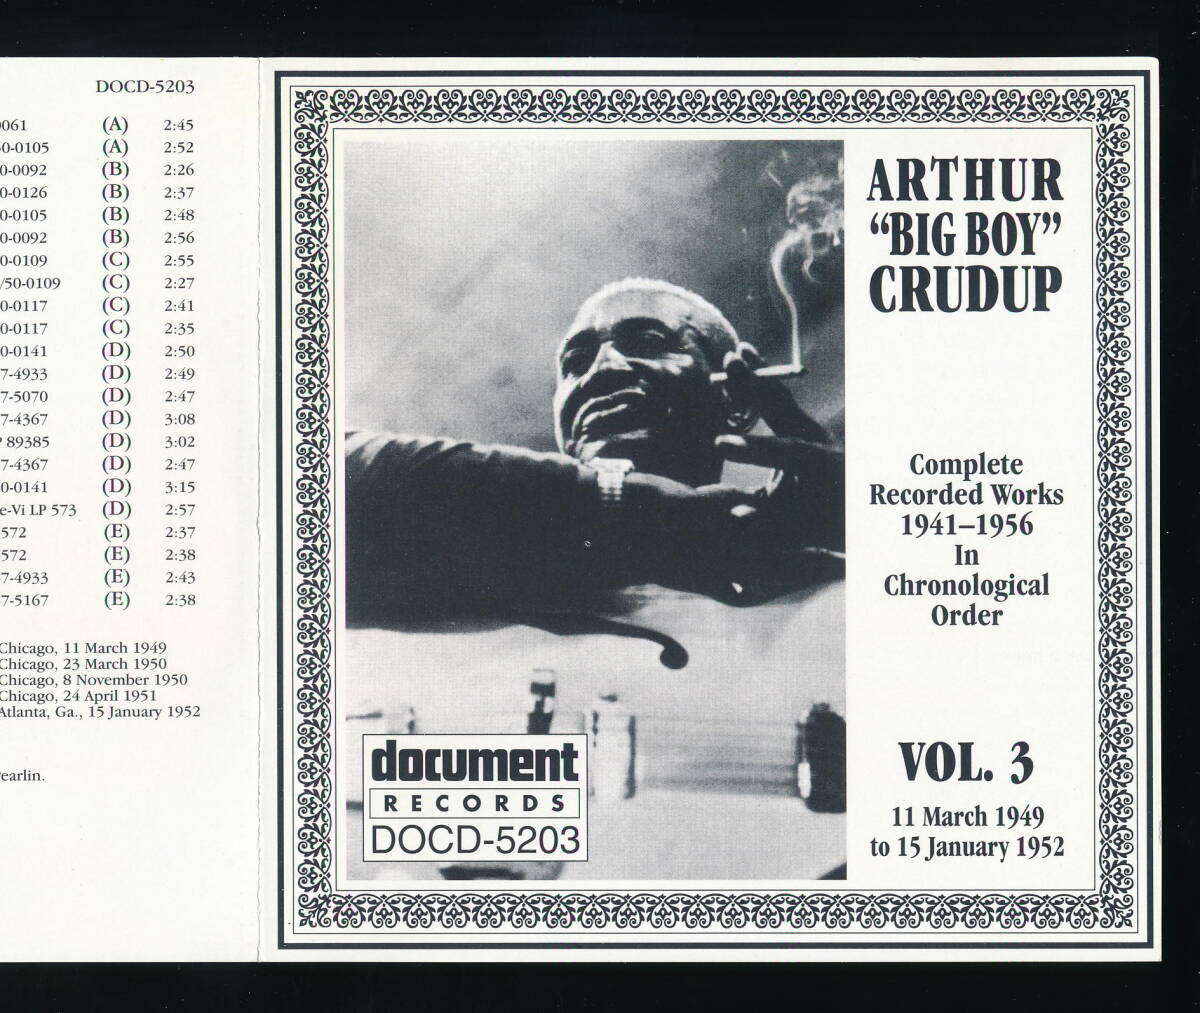 DOCD-5203
0061 (A) 2:45
50-0105 (A) 2:52
0-0092 (B) 2:26
0-0126 (B) 2:37
0-0105 (B) 2:48
0-0092 (B) 2:56
0-0109 (C) 2:55
/50-0109 (C) 2:27
0-0117 (C) 2:41
0-0117 (C) 2:35
0-0141 (D) 2:50
7-4933 (D) 2:49
7-5070 (D) 2:47
7-4367 (D) 3:08
P 89385 (D) 3:02
7-4367 (D) 2:47
0-0141 (D) 3:15
e-Vi LP 573 (D) 2:57
572 (E) 2:37
572 (E) 2:38
7-4933 (E) 2:43
7-5167 (E) 2:38
Chicago, 11 March 1949
Chicago, 23 March 1950
Chicago, 8 November 1950
Chicago, 24 April 1951
Atlanta, Ga., 15 January 1952
earlin.
ARTHUR
“BIG BOY”
CRUDUP
Complete
Recorded Works
1941–1956
In
Chronological
Order
VOL. 3
11 March 1949
to 15 January 1952
document
RECORDS
DOCD-5203